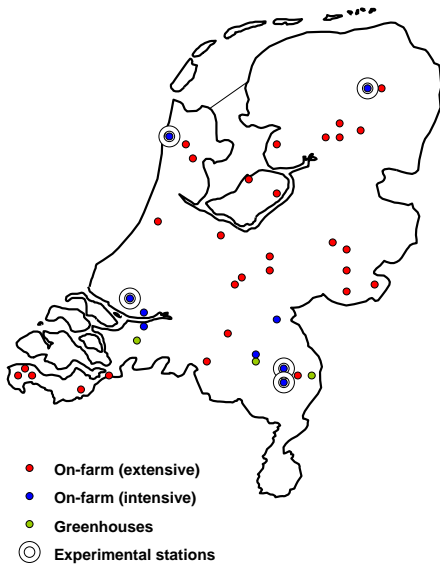 On-farm (extensive)
On-farm (intensive)
Greenhouses
Experimental stations